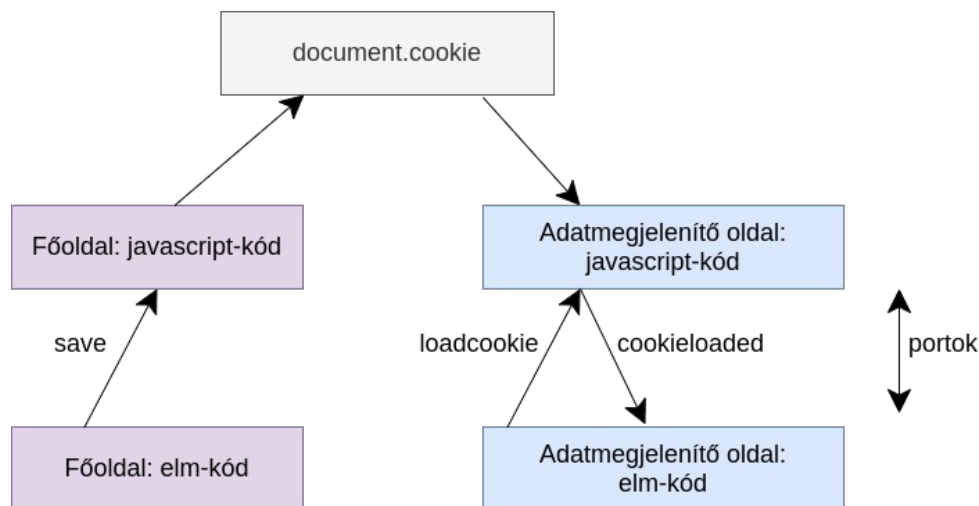 document.cookie
Főoldal: javascript-kód
Adatmegjelenítő oldal:
javascript-kód
save
loadcookie
cookieloaded
portok
Főoldal: elm-kód
Adatmegjelenítő oldal:
elm-kód